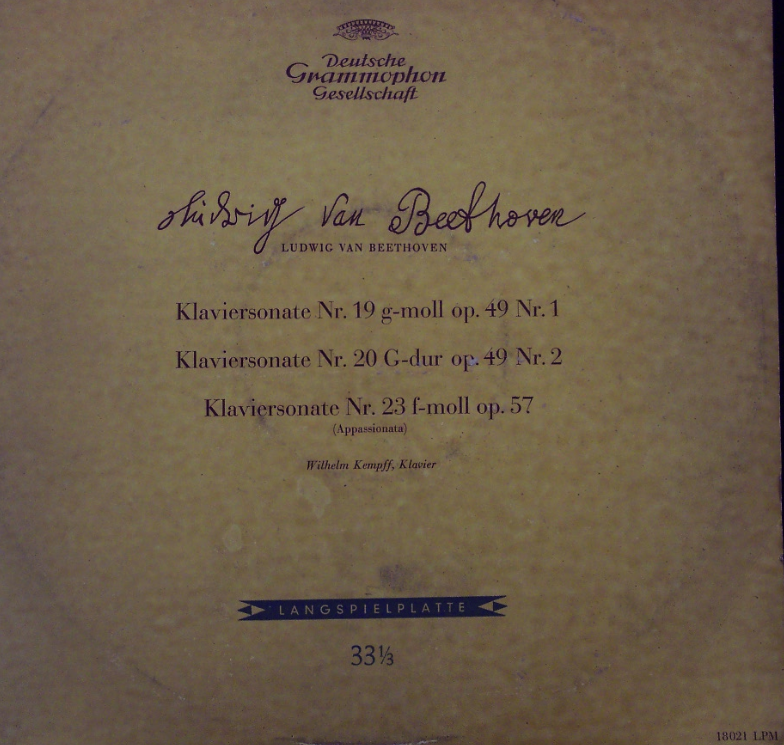 Deutsche
Grammophon
Gesellschaft
Ludwig van Beethoven
LUDWIG VAN BEETHOVEN
Klaviersonate Nr. 19 g-moll op. 49 Nr. 1
Klaviersonate Nr. 20 G-dur op. 49 Nr. 2
Klaviersonate Nr. 23 f-moll op. 57
(Appassionata)
Wilhelm Kempff, Klavier
LANGSPIELPLATTE
33⅓
18021 LPM